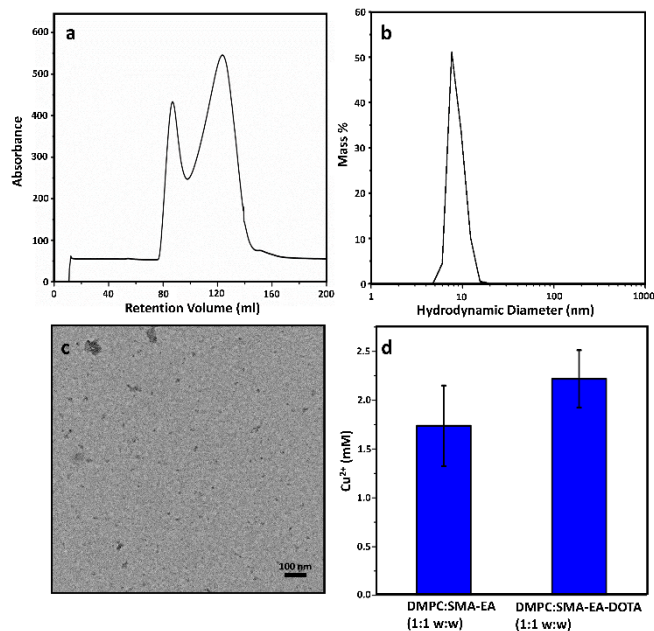 a
600
500
400
300
200
100
0
Absorbance
0 40 80 120 160 200
Retention Volume (ml)
b
60
50
40
30
20
10
0
Mass %
1 10 100 1000
Hydrodynamic Diameter (nm)
c
100 nm
d
2.5
2.0
1.5
1.0
0.5
0.0
Cu²⁺ (mM)
DMPC:SMA-EA
(1:1 w:w)
DMPC:SMA-EA-DOTA
(1:1 w:w)